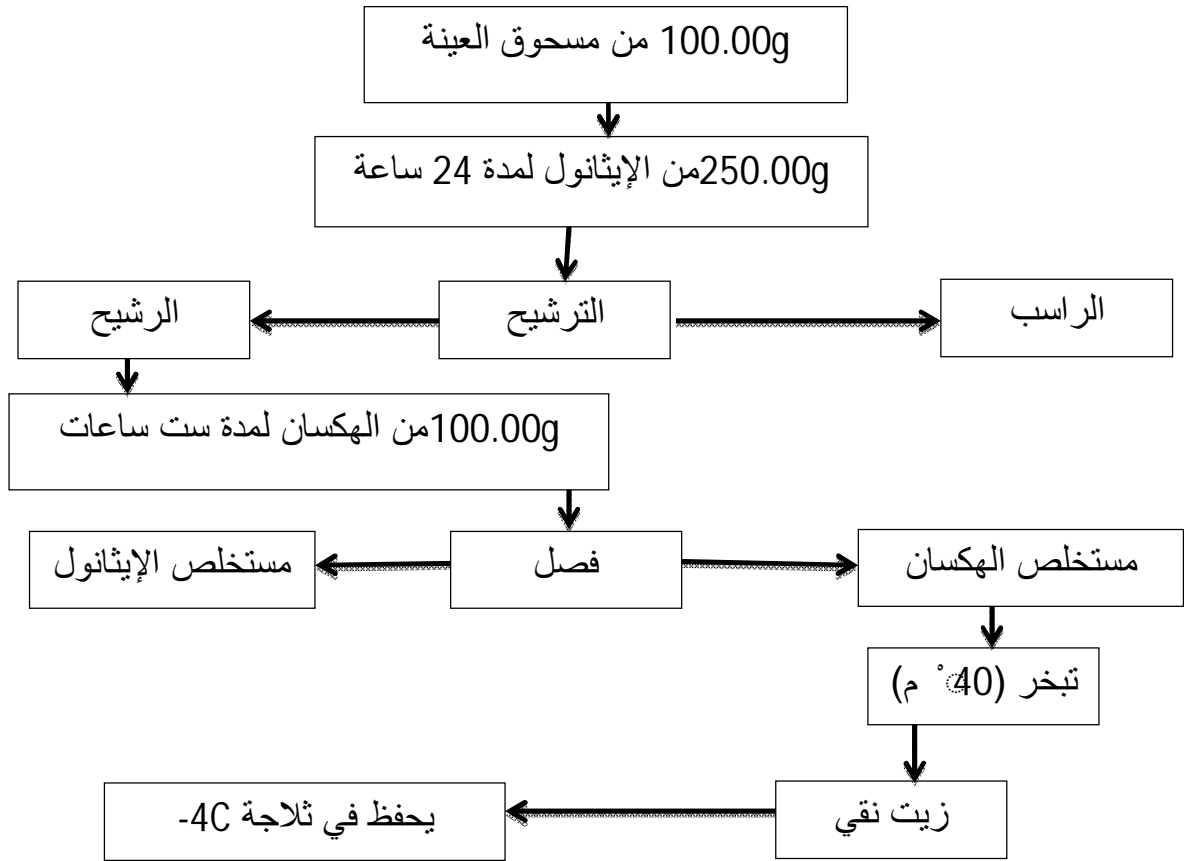 100.00g من مسحوق العينة
250.00gمن الإيثانول لمدة 24 ساعة
الراسب
الترشيح
الرشيح
100.00gمن الهكسان لمدة ست ساعات
مستخلص الهكسان
فصل
مستخلص الإيثانول
تبخر (40ْ م)
زيت نقي
يحفظ في ثلاجة 4C-